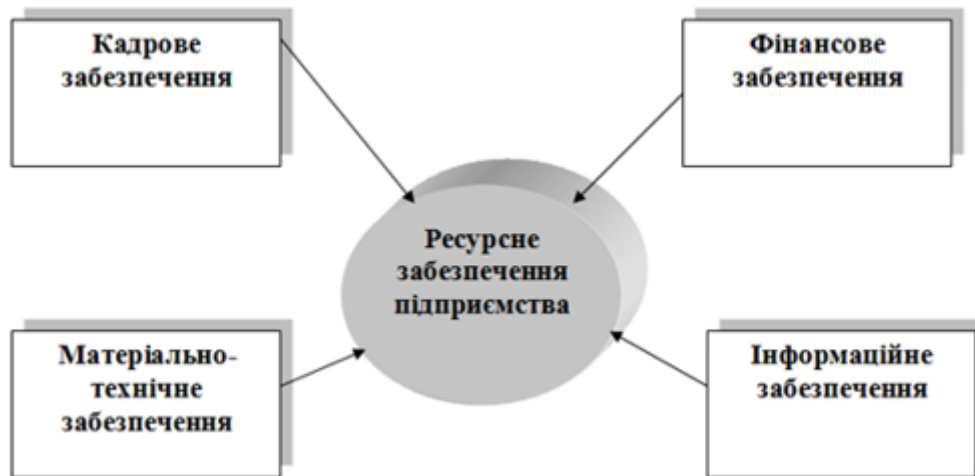 Кадрове
забезпечення
Фінансове
забезпечення
Ресурсне
забезпечення
підприємства
Матеріально-
технічне
забезпечення
Інформаційне
забезпечення